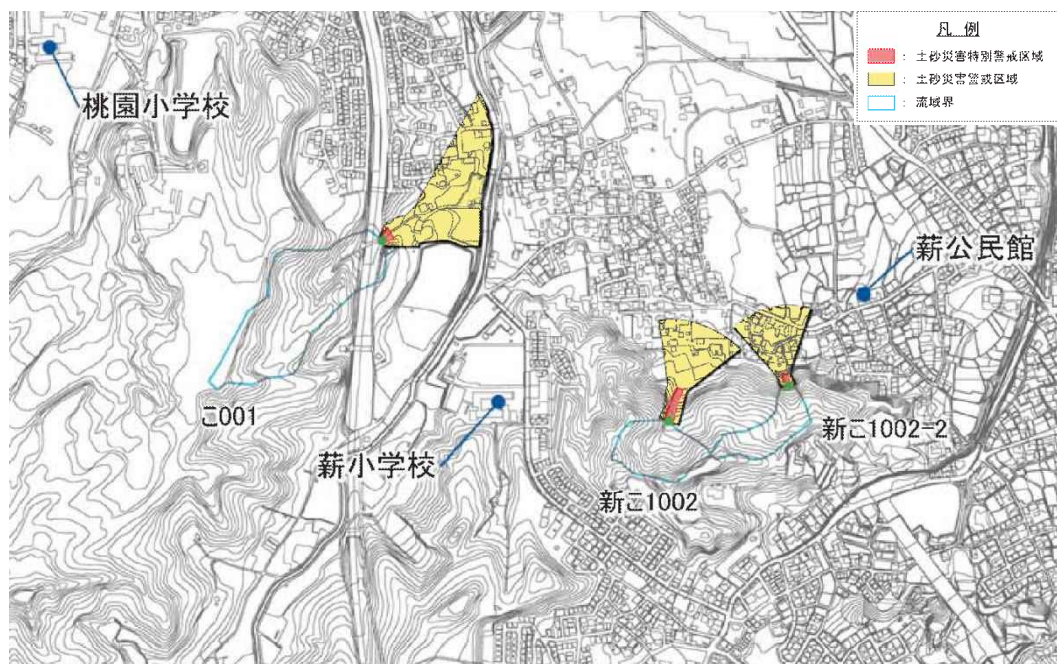 凡 例
: 土砂災害特別警戒区域
: 土砂災害警戒区域
: 流域界
桃園小学校
薪公民館
こ001
薪小学校
新こ1002-2
新こ1002